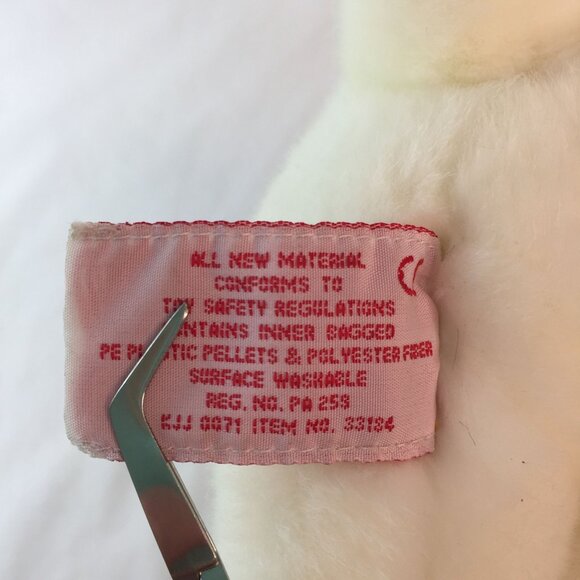 ALL NEW MATERIAL
CONFORMS TO
SAFETY REGULATIONS
INNER BAGGED
PE PELLETS & POLYESTER FIBER
SURFACE WASHABLE
REG. NO. PA 259
KJJ 0071 ITEM NO. 33184